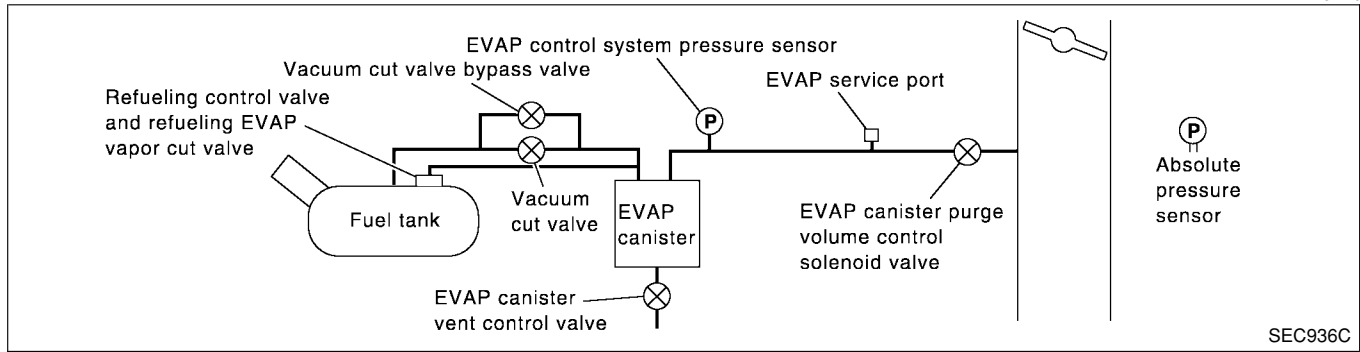 EVAP control system pressure sensor
Vacuum cut valve bypass valve
Refueling control valve
and refueling EVAP
vapor cut valve
EVAP service port
P
P
Absolute
pressure
sensor
Fuel tank
Vacuum
cut valve
EVAP
canister
EVAP canister purge
volume control
solenoid valve
EVAP canister
vent control valve
SEC936C